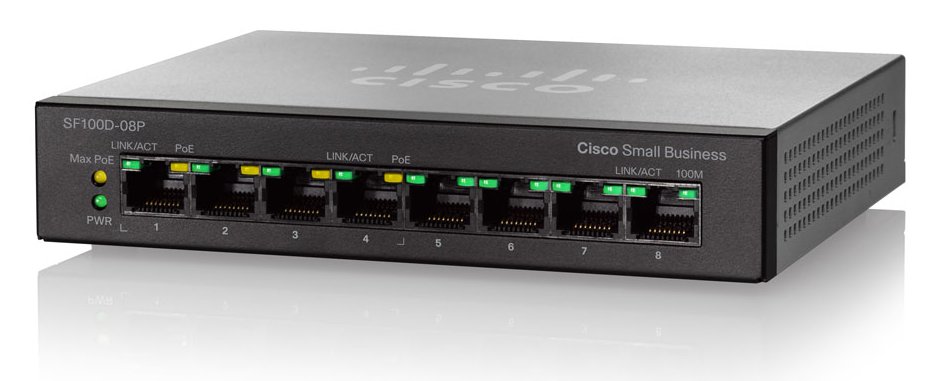 CISCO
SF100D-08P
Cisco Small Business
LINK/ACT PoE
LINK/ACT PoE
LINK/ACT 100M
Max PoE
PWR
1 2 3 4 5 6 7 8